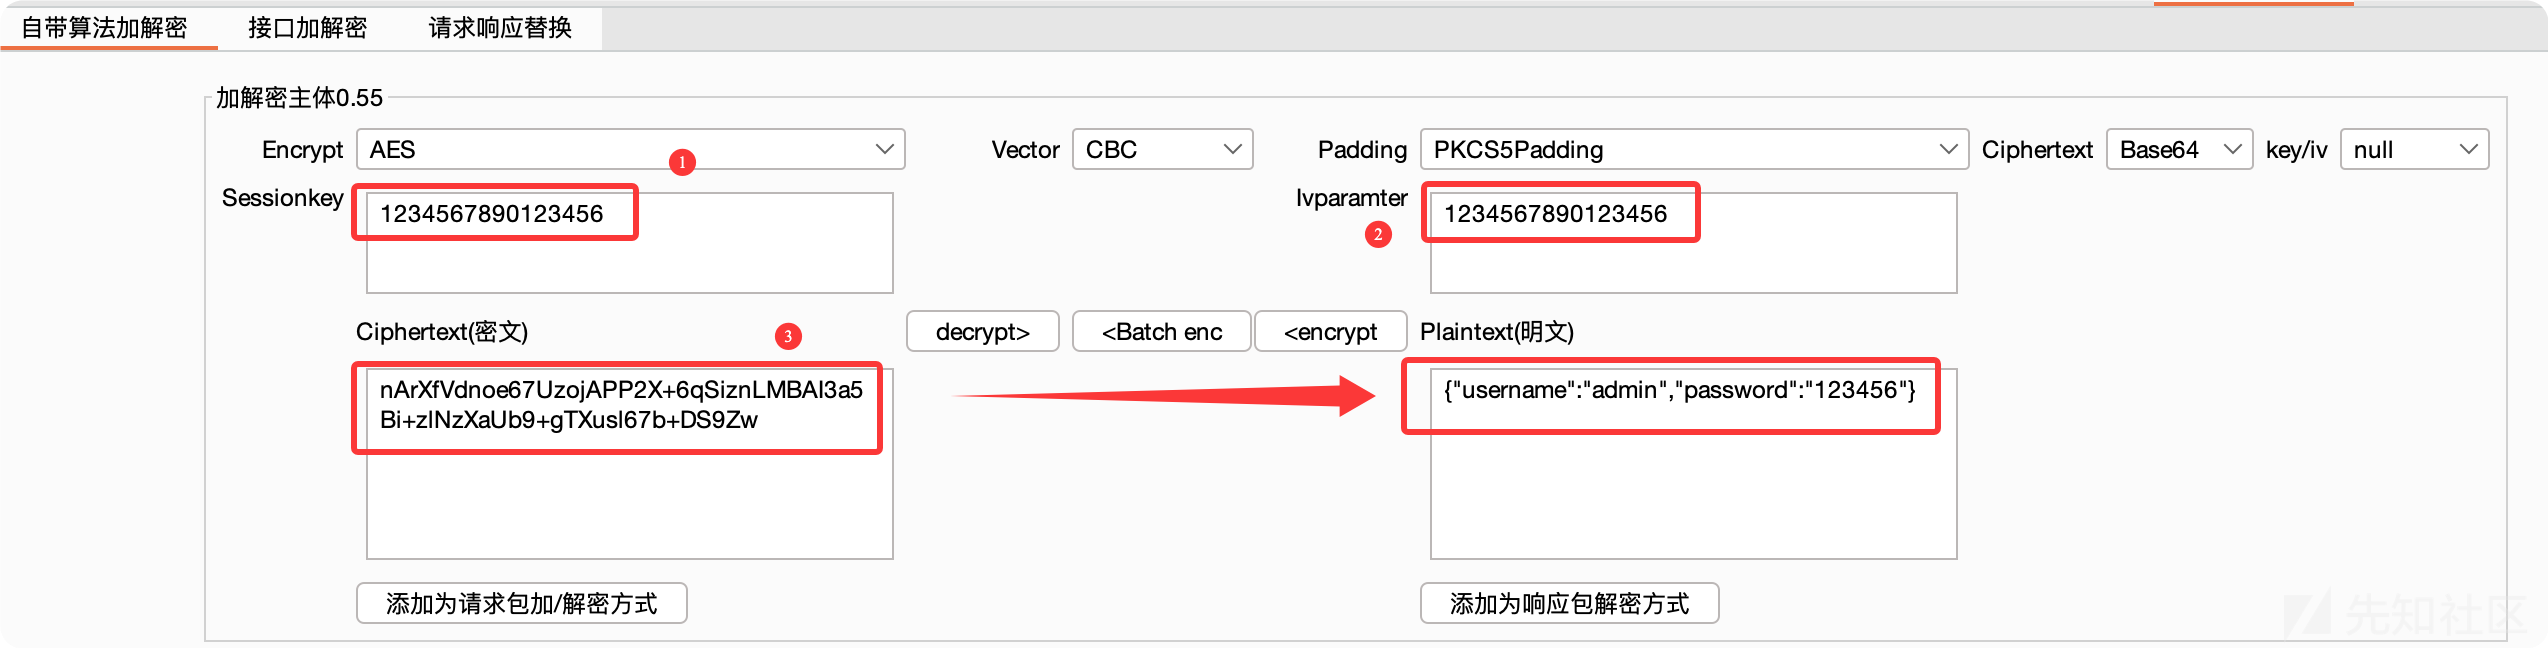 自带算法加解密 接口加解密 请求响应替换
加解密主体0.55
Encrypt AES Vector CBC Padding PKCS5Padding Ciphertext Base64 key/iv null
1
Sessionkey 1234567890123456 Ivparamter 1234567890123456
2
Ciphertext(密文) 3 decrypt> <Batch enc <encrypt Plaintext(明文)
nArXfVdnoe67UzojAPP2X+6qSiznLMBAI3a5 {"username":"admin","password":"123456"}
Bi+zlNzXaUb9+gTXusl67b+DS9Zw
添加为请求包加/解密方式 添加为响应包解密方式
先知社区